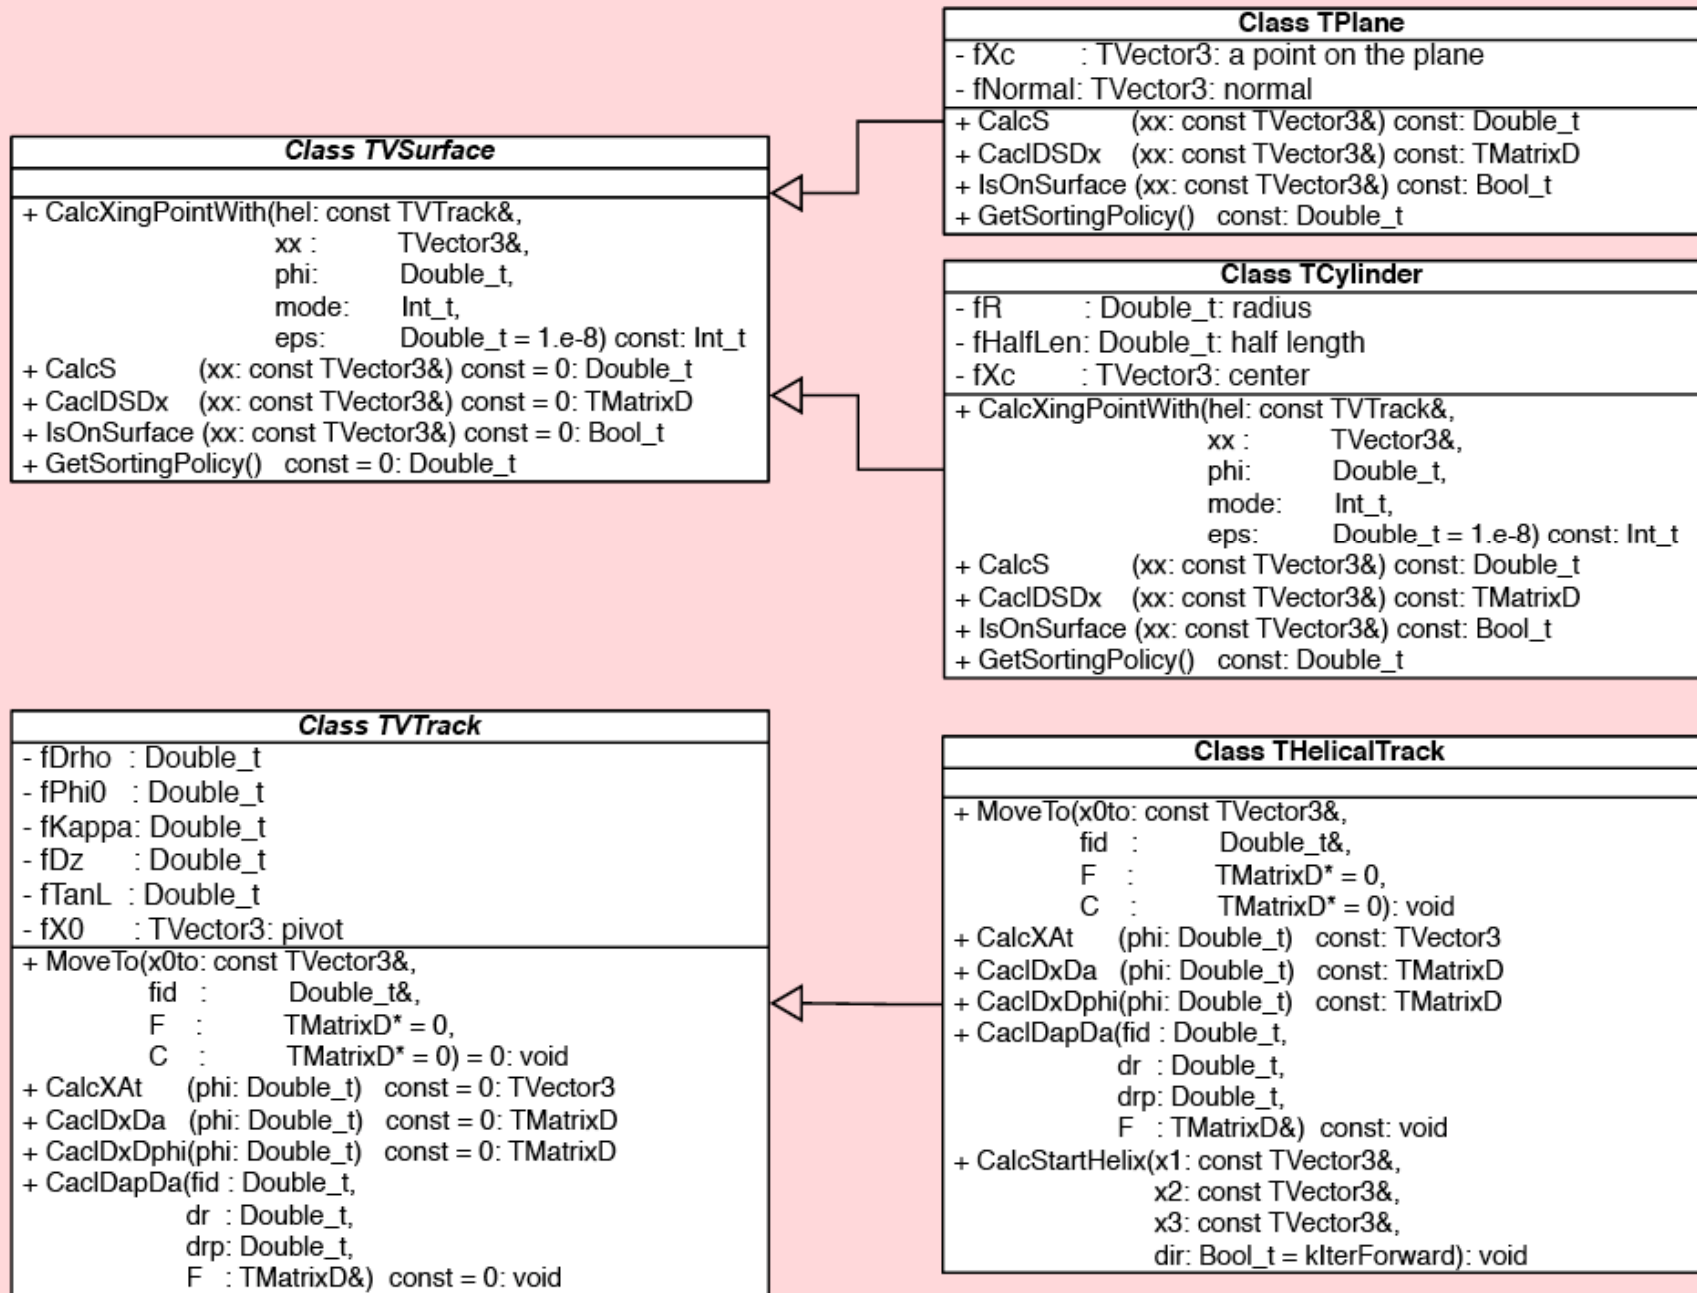 Class TPlane
- fXc : TVector3: a point on the plane
- fNormal: TVector3: normal
+ CalcS (xx: const TVector3&) const: Double_t
+ CaclDSDx (xx: const TVector3&) const: TMatrixD
+ IsOnSurface (xx: const TVector3&) const: Bool_t
+ GetSortingPolicy() const: Double_t
Class TVSurface
+ CalcXingPointWith(hel: const TVTrack&,
xx : TVector3&,
phi: Double_t,
mode: Int_t,
eps: Double_t = 1.e-8) const: Int_t
+ CalcS (xx: const TVector3&) const = 0: Double_t
+ CaclDSDx (xx: const TVector3&) const = 0: TMatrixD
+ IsOnSurface (xx: const TVector3&) const = 0: Bool_t
+ GetSortingPolicy() const = 0: Double_t
Class TCylinder
- fR : Double_t: radius
- fHalfLen: Double_t: half length
- fXc : TVector3: center
+ CalcXingPointWith(hel: const TVTrack&,
xx : TVector3&,
phi: Double_t,
mode: Int_t,
eps: Double_t = 1.e-8) const: Int_t
+ CalcS (xx: const TVector3&) const: Double_t
+ CaclDSDx (xx: const TVector3&) const: TMatrixD
+ IsOnSurface (xx: const TVector3&) const: Bool_t
+ GetSortingPolicy() const: Double_t
Class TVTrack
- fDrho : Double_t
- fPhi0 : Double_t
- fKappa: Double_t
- fDz : Double_t
- fTanL : Double_t
- fX0 : TVector3: pivot
+ MoveTo(x0to: const TVector3&,
fid : Double_t&,
F : TMatrixD* = 0,
C : TMatrixD* = 0) = 0: void
+ CalcXAt (phi: Double_t) const = 0: TVector3
+ CaclDxDa (phi: Double_t) const = 0: TMatrixD
+ CaclDxDphi(phi: Double_t) const = 0: TMatrixD
+ CaclDapDa(fid : Double_t,
dr : Double_t,
drp: Double_t,
F : TMatrixD&) const = 0: void
Class THelicalTrack
+ MoveTo(x0to: const TVector3&,
fid : Double_t&,
F : TMatrixD* = 0,
C : TMatrixD* = 0): void
+ CalcXAt (phi: Double_t) const: TVector3
+ CaclDxDa (phi: Double_t) const: TMatrixD
+ CaclDxDphi(phi: Double_t) const: TMatrixD
+ CaclDapDa(fid : Double_t,
dr : Double_t,
drp: Double_t,
F : TMatrixD&) const: void
+ CalcStartHelix(x1: const TVector3&,
x2: const TVector3&,
x3: const TVector3&,
dir: Bool_t = kIterForward): void